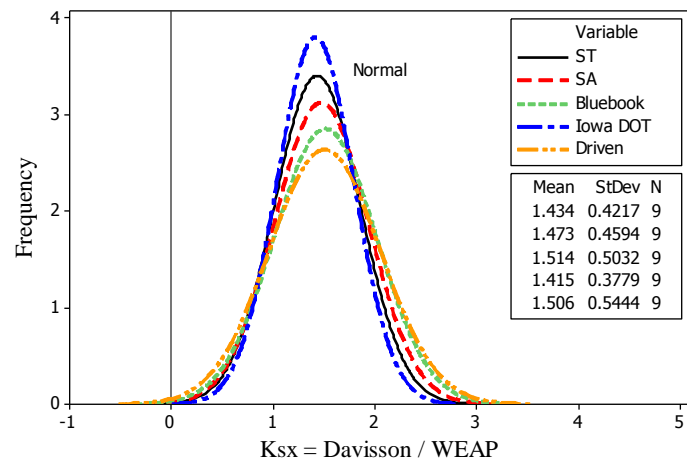 4
3
2
1
0
Frequency
-1 0 1 2 3 4 5
Ksx = Davisson / WEAP
Normal
Variable
ST
SA
Bluebook
Iowa DOT
Driven
Mean StDev N
1.434 0.4217 9
1.473 0.4594 9
1.514 0.5032 9
1.415 0.3779 9
1.506 0.5444 9